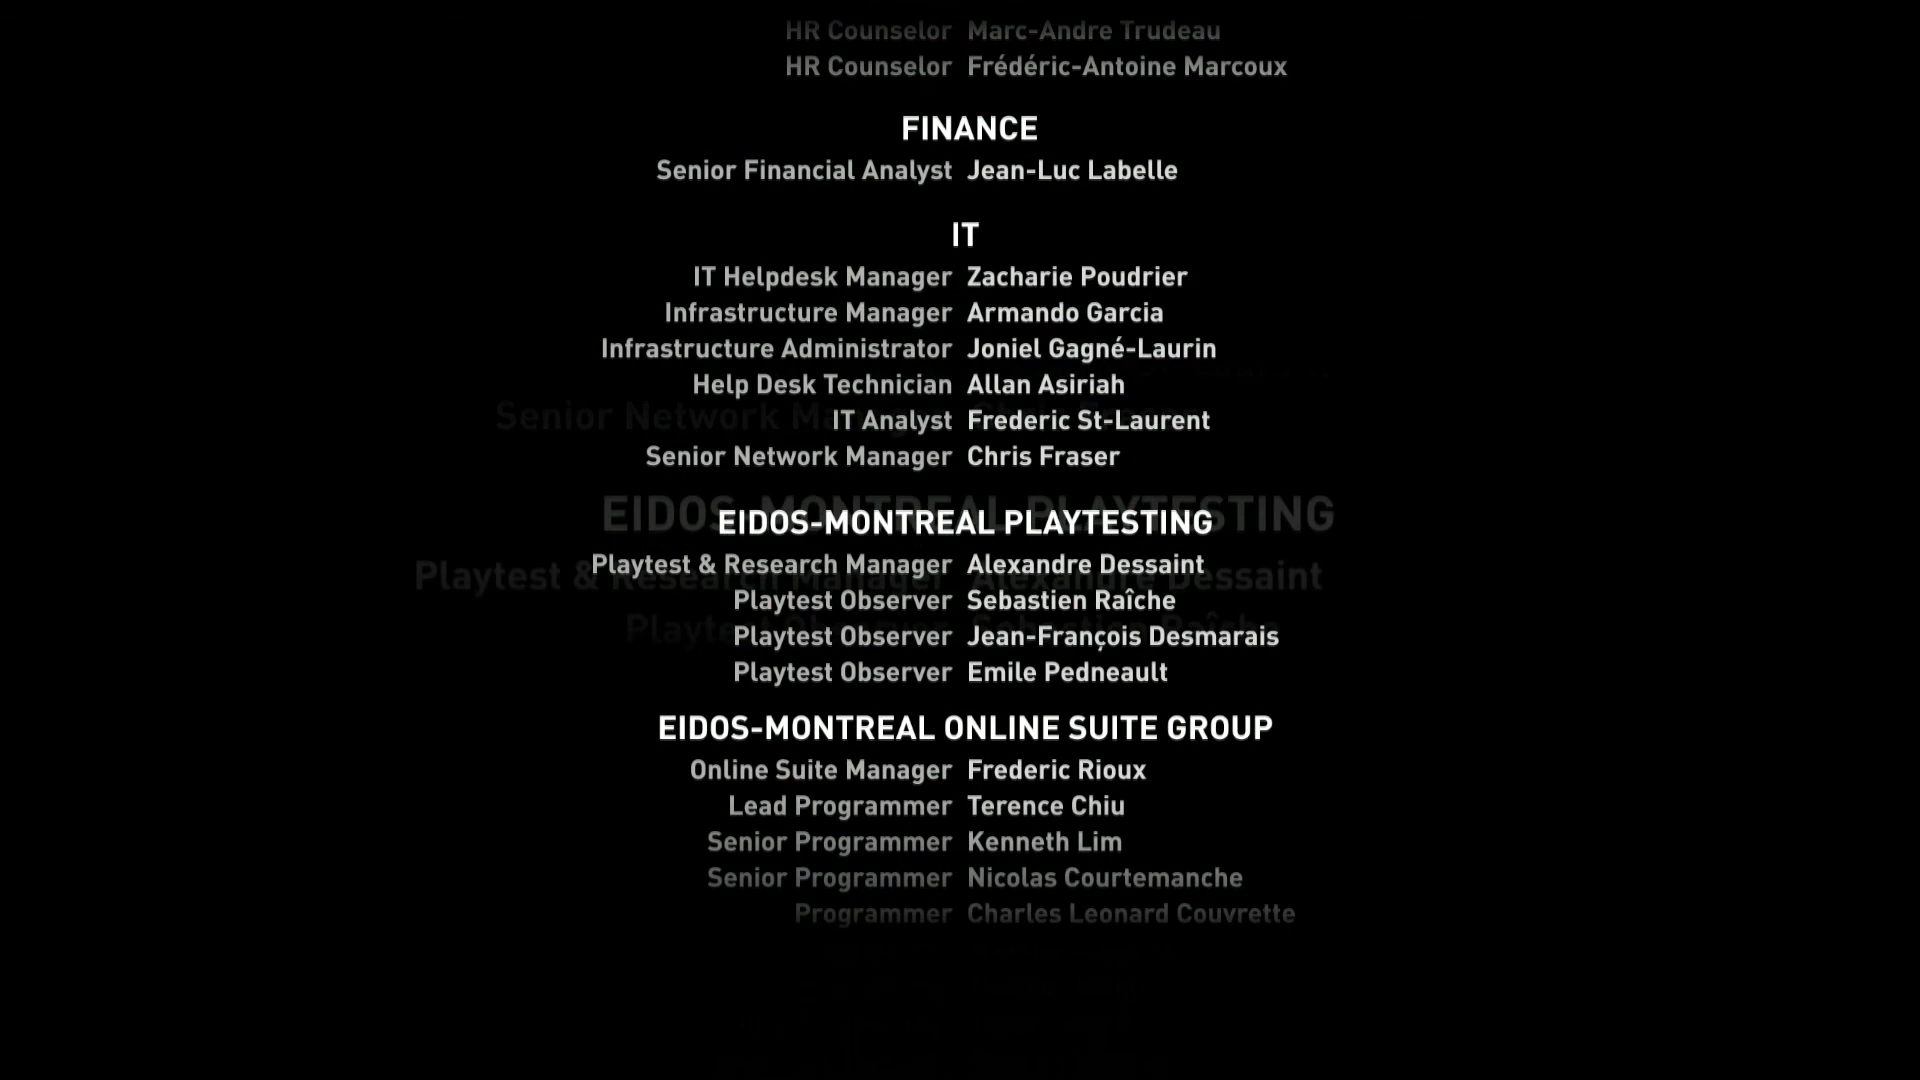 HR Counselor Marc-Andre Trudeau
HR Counselor Frédéric-Antoine Marcoux
FINANCE
Senior Financial Analyst Jean-Luc Labelle
IT
IT Helpdesk Manager Zacharie Poudrier
Infrastructure Manager Armando Garcia
Infrastructure Administrator Joniel Gagné-Laurin
Help Desk Technician Allan Asiriah
IT Analyst Frederic St-Laurent
Senior Network Manager Chris Fraser
EIDOS-MONTREAL PLAYTESTING
Playtest & Research Manager Alexandre Dessaint
Playtest Observer Sebastien Raîche
Playtest Observer Jean-François Desmarais
Playtest Observer Emile Pedneault
EIDOS-MONTREAL ONLINE SUITE GROUP
Online Suite Manager Frederic Rioux
Lead Programmer Terence Chiu
Senior Programmer Kenneth Lim
Senior Programmer Nicolas Courtemanche
Programmer Charles Leonard Couvrette